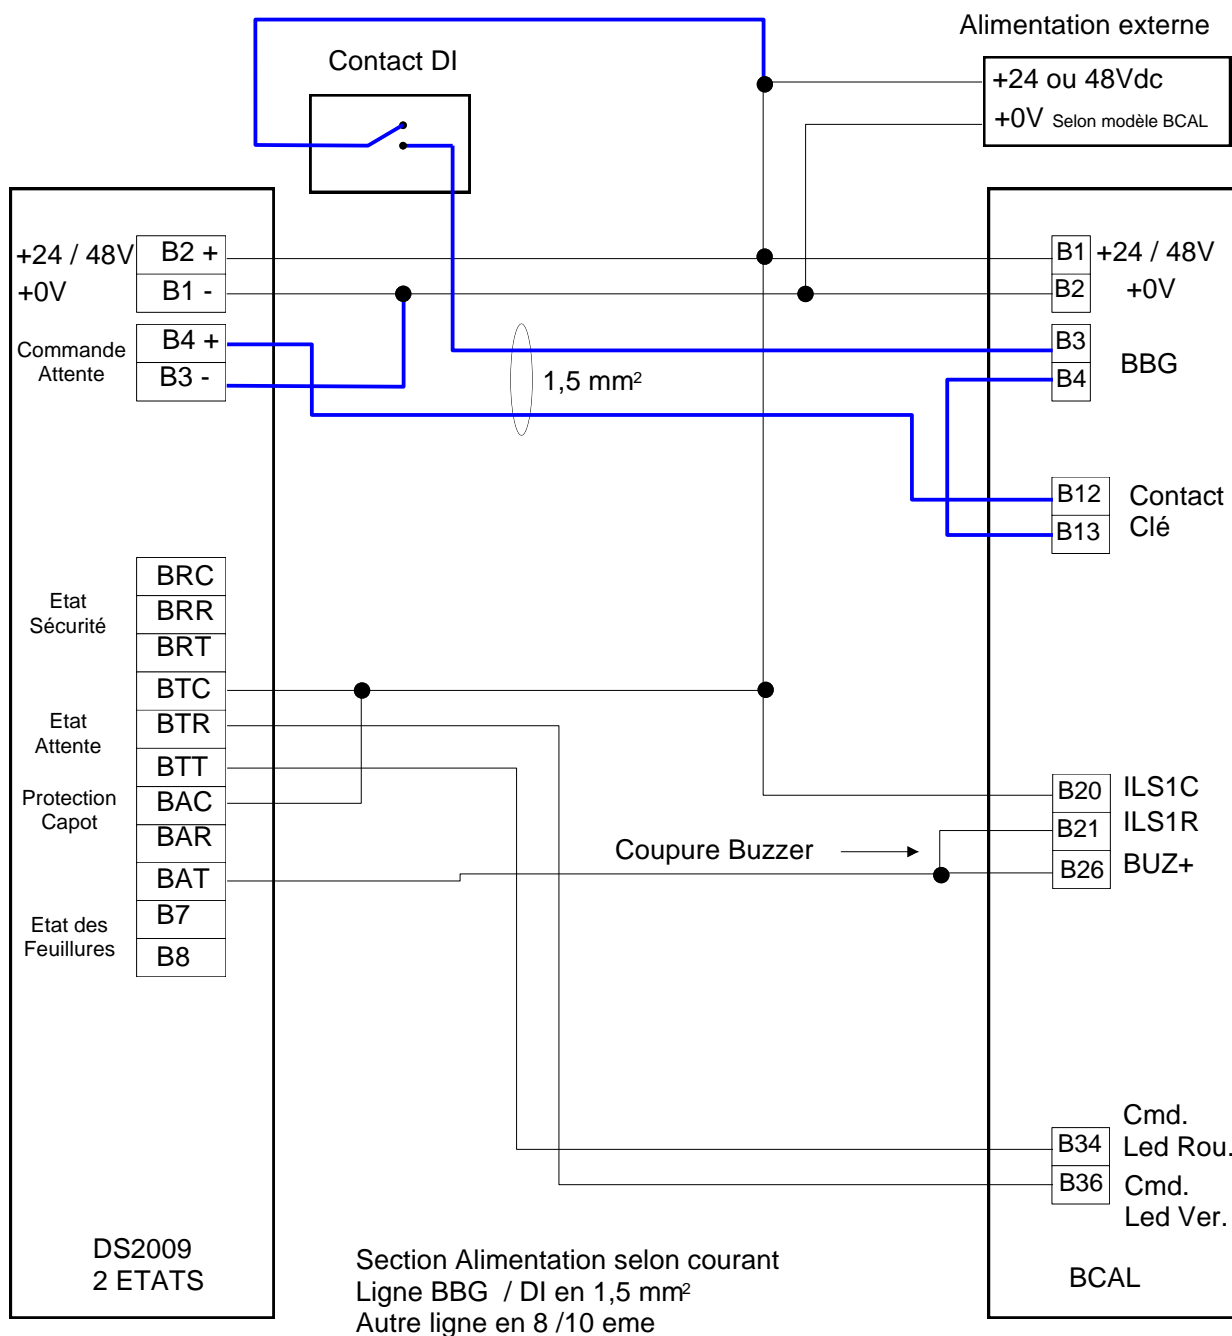 Alimentation externe
+24 ou 48Vdc
+0V Selon modèle BCAL
Contact DI
+24 / 48V
B2 +
+0V
B1 -
Commande
Attente
B4 +
B3 -
B1
+24 / 48V
B2
+0V
B3
B4
BBG
1,5 mm²
B12
B13
Contact
Clé
Etat
Sécurité
BRC
BRR
BRT
Etat
Attente
BTC
BTR
BTT
Protection
Capot
BAC
BAR
BAT
Etat des
Feuillures
B7
B8
B20
ILS1C
B21
ILS1R
B26
BUZ+
Coupure Buzzer
B34
Cmd.
Led Rou.
B36
Cmd.
Led Ver.
DS2009
2 ETATS
Section Alimentation selon courant
Ligne BBG / DI en 1,5 mm²
Autre ligne en 8 /10 eme
BCAL